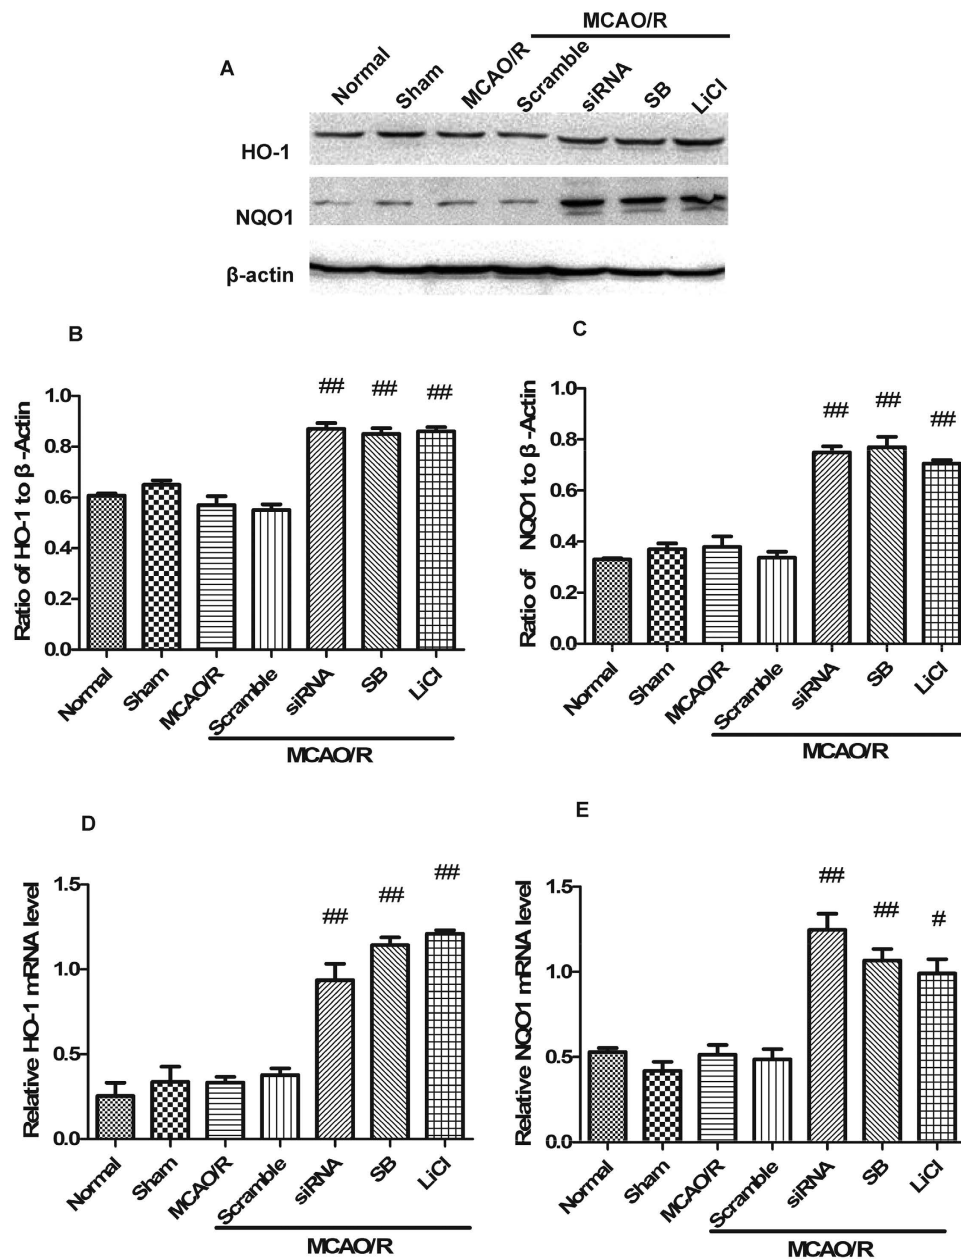 MCAO/R
A
Normal
Sham
MCAO/R
Scramble
siRNA
SB
LiCl
HO-1
NQO1
β-actin
B
## ## ##
Ratio of HO-1 to β-Actin
1.0
0.8
0.6
0.4
0.2
0.0
Normal
Sham
MCAO/R
Scramble
siRNA
SB
LiCl
MCAO/R
C
## ## ##
Ratio of NQO1 to β-Actin
1.0
0.8
0.6
0.4
0.2
0.0
Normal
Sham
MCAO/R
Scramble
siRNA
SB
LiCl
MCAO/R
D
## ## ##
Relative HO-1 mRNA level
1.5
1.0
0.5
0.0
Normal
Sham
MCAO/R
Scramble
siRNA
SB
LiCl
MCAO/R
E
## ## #
Relative NQO1 mRNA level
1.5
1.0
0.5
0.0
Normal
Sham
MCAO/R
Scramble
siRNA
SB
LiCl
MCAO/R